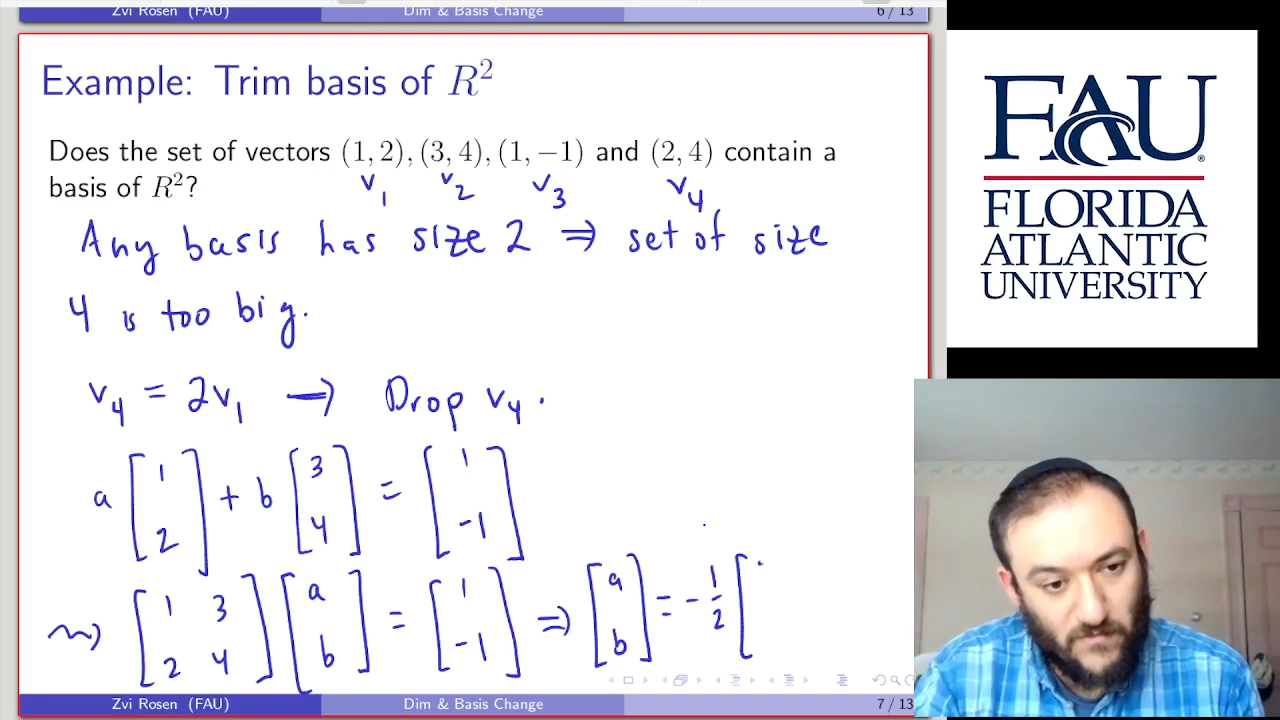 Zvi Rosen (FAU) Dim & Basis Change 6 / 13
Example: Trim basis of R²
Does the set of vectors (1, 2), (3, 4), (1, −1) and (2, 4) contain a
basis of R²?
v₁ v₂ v₃ v₄
Any basis has size 2 ⇒ set of size
4 is too big.
v₄ = 2v₁ → Drop v₄.
a [1 2] + b [3 4] = [1 -1]
⇝ [1 3 2 4] [a b] = [1 -1] ⇒ [a b] = -1/2 [
Zvi Rosen (FAU) Dim & Basis Change 7 / 13
FAU
FLORIDA
ATLANTIC
UNIVERSITY